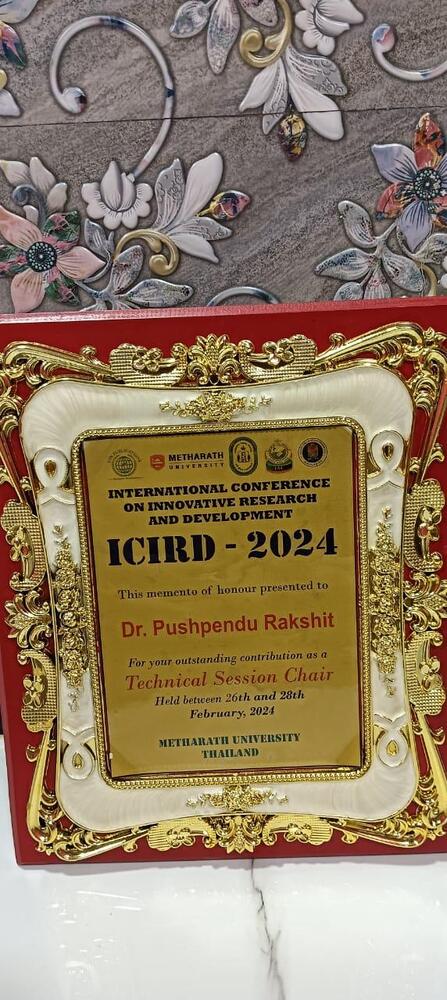 METHARATH
UNIVERSITY
INTERNATIONAL CONFERENCE
ON INNOVATIVE RESEARCH
AND DEVELOPMENT
ICIRD - 2024
This memento of honour presented to
Dr. Pushpendu Rakshit
For your outstanding contribution as a
Technical Session Chair
Held between 26th and 28th
February, 2024
METHARATH UNIVERSITY
THAILAND